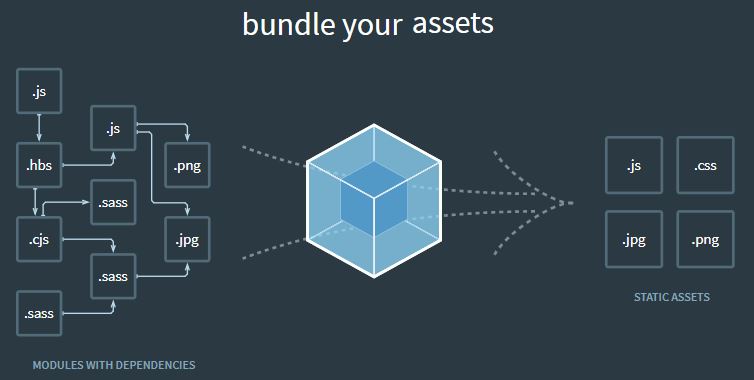 bundle your assets
.js
.js
.hbs
.png
.sass
.cjs
.jpg
.sass
.sass
MODULES WITH DEPENDENCIES
.js
.css
.jpg
.png
STATIC ASSETS